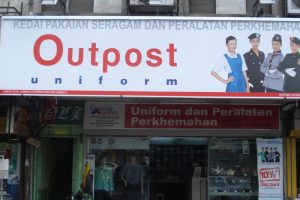 KEDAI PAKAIAN SERAGAM DAN PERALATAN PERKHEMAHAN
Outpost
uniform
Uniform dan Peralatan
Perkhemahan
10%
Discount